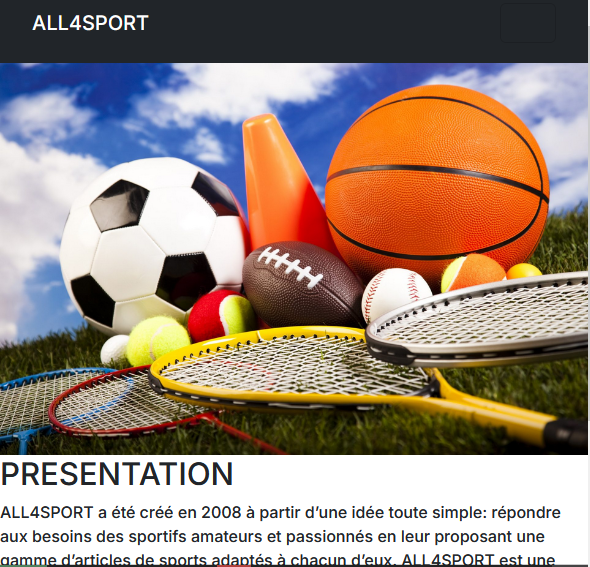 ALL4SPORT
PRESENTATION
ALL4SPORT a été créé en 2008 à partir d’une idée toute simple: répondre
aux besoins des sportifs amateurs et passionnés en leur proposant une
gamme d’articles de sports adaptés à chacun d’eux. ALL4SPORT est une